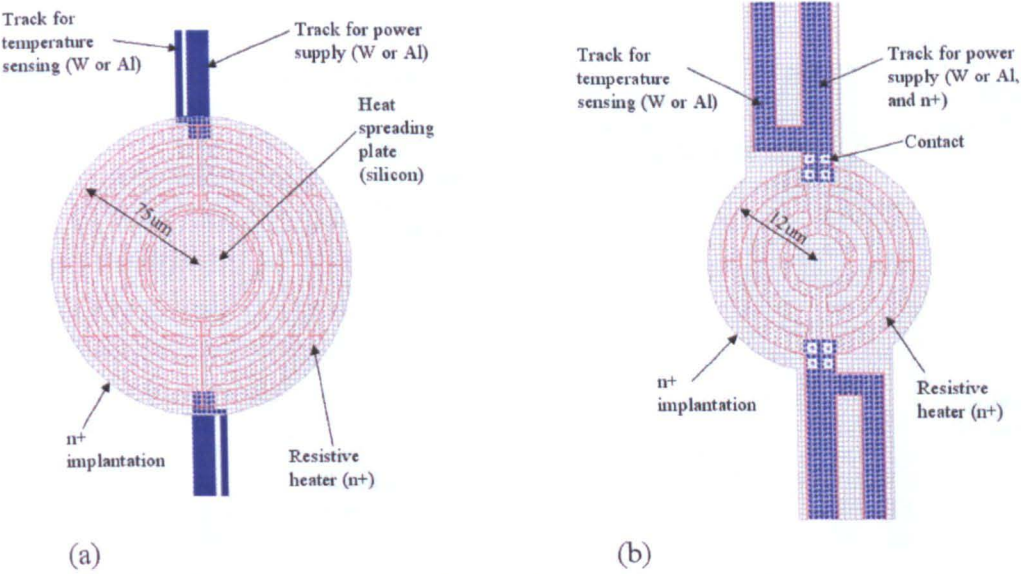 Track for
temperature
sensing (W or Al)
Track for power
supply (W or Al)
Heat
spreading
plate
(silicon)
75um
n+
implantation
Resistive
heater (n+)
(a)
Track for
temperature
sensing (W or Al)
Track for power
supply (W or Al,
and n+)
Contact
12um
n+
implantation
Resistive
heater (n+)
(b)